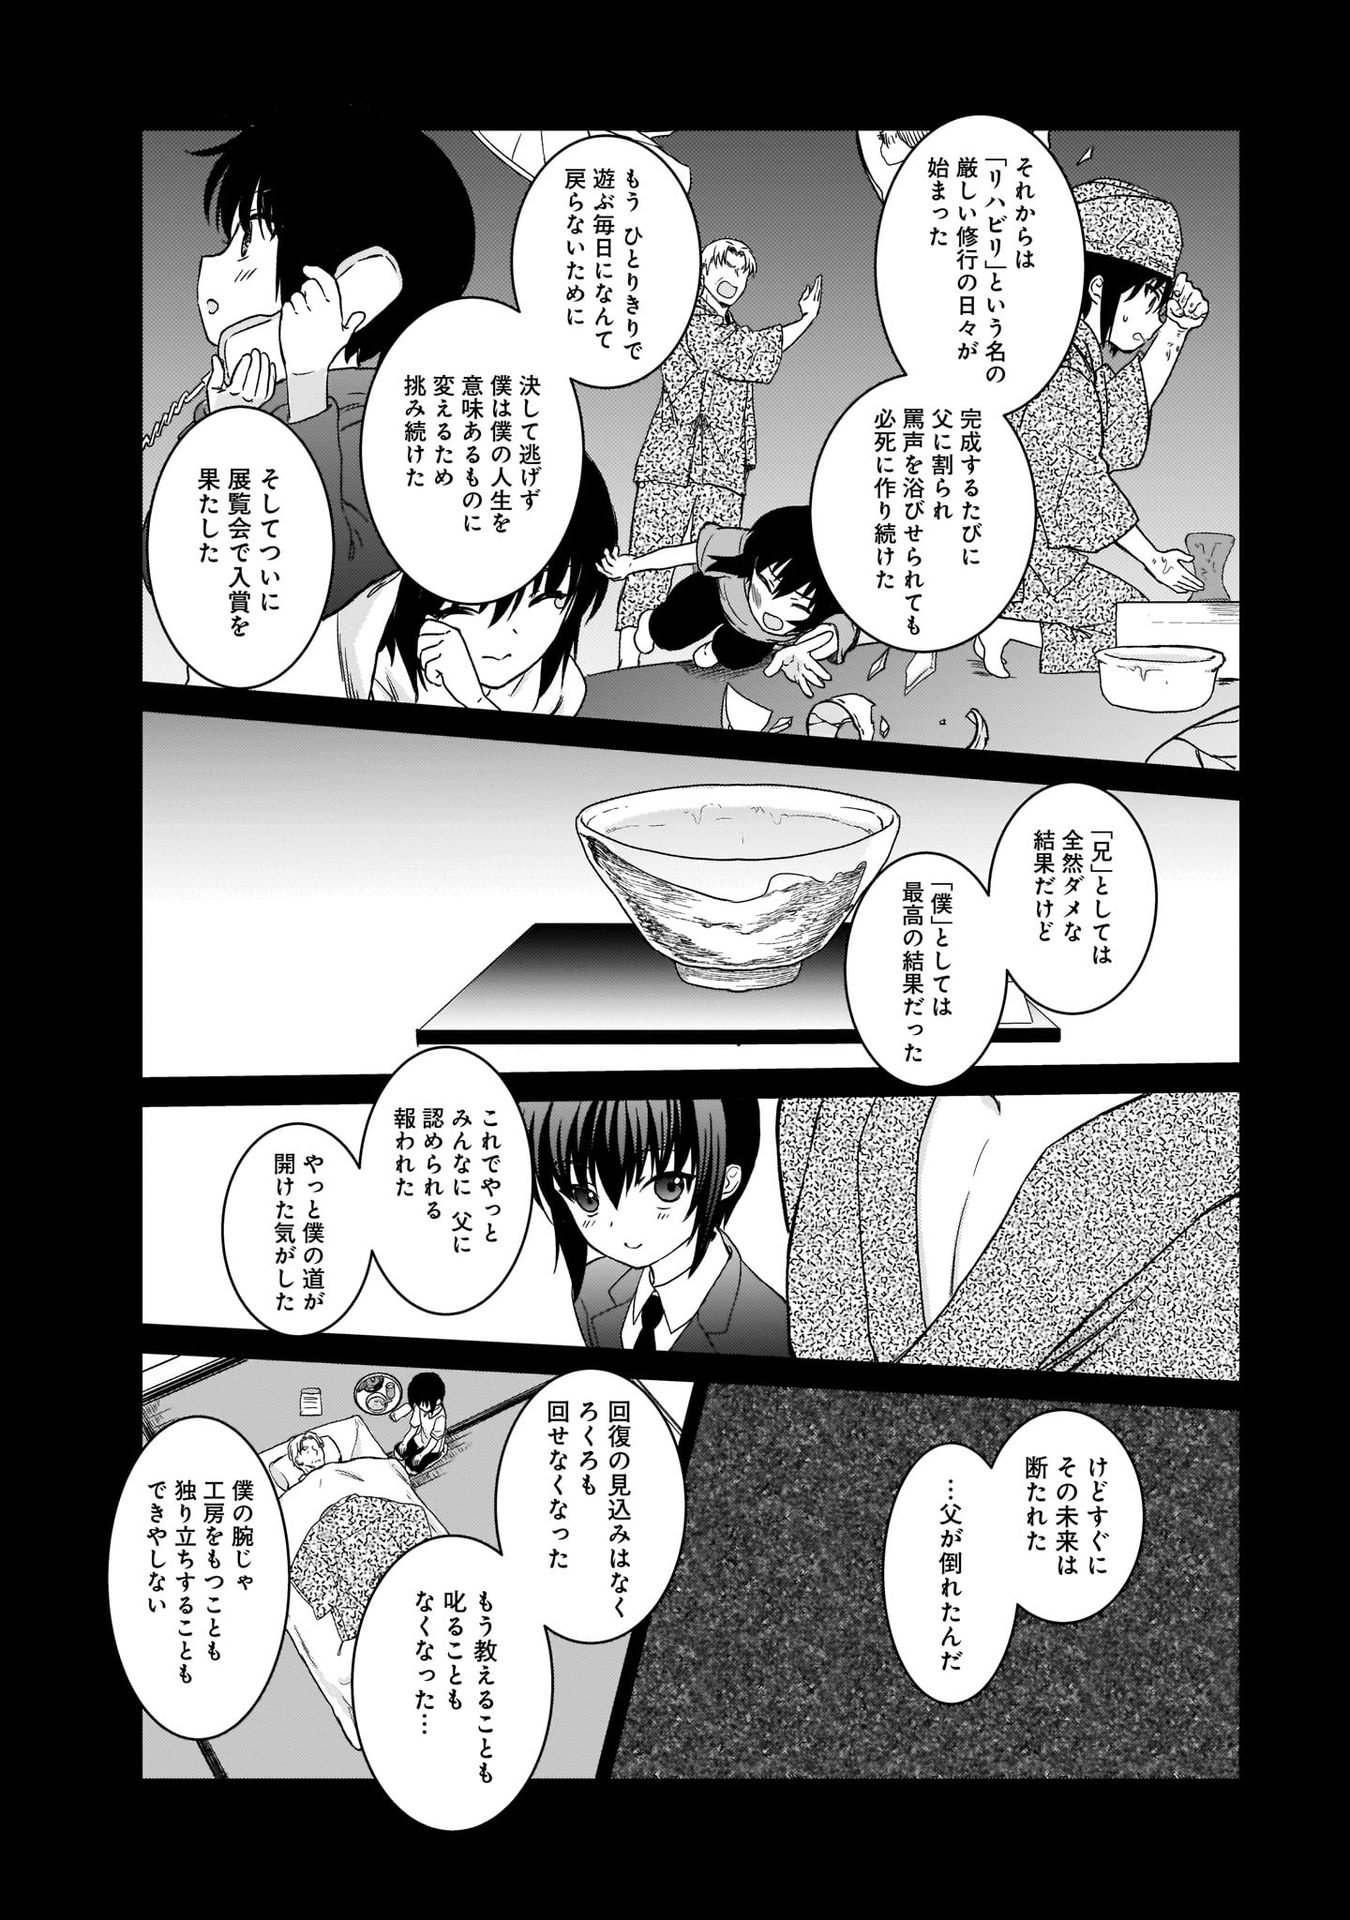 それからは
「リハビリ」という名の
厳しい修行の日々が
始まった
完成するたびに
父に割られ
罵声を浴びせられても
必死に作り続けた
もう ひとりきりで
遊ぶ毎日になんて
戻らないために
決して逃げず
僕は僕の人生を
意味あるものに
変えるため
挑み続けた
そしてついに
展覧会で入賞を
果たした
「兄」としては
全然ダメな
結果だけど
「僕」としては
最高の結果だった
これでやっと
みんなに 父に
認められる
報われた
やっと僕の道が
開けた気がした
けどすぐに
その未来は
断たれた
…父が倒れたんだ
回復の見込みはなく
ろくろも
回せなくなった
もう教えることも
叱ることも
なくなった…
僕の腕じゃ
工房をもつことも
独り立ちすることも
できやしない